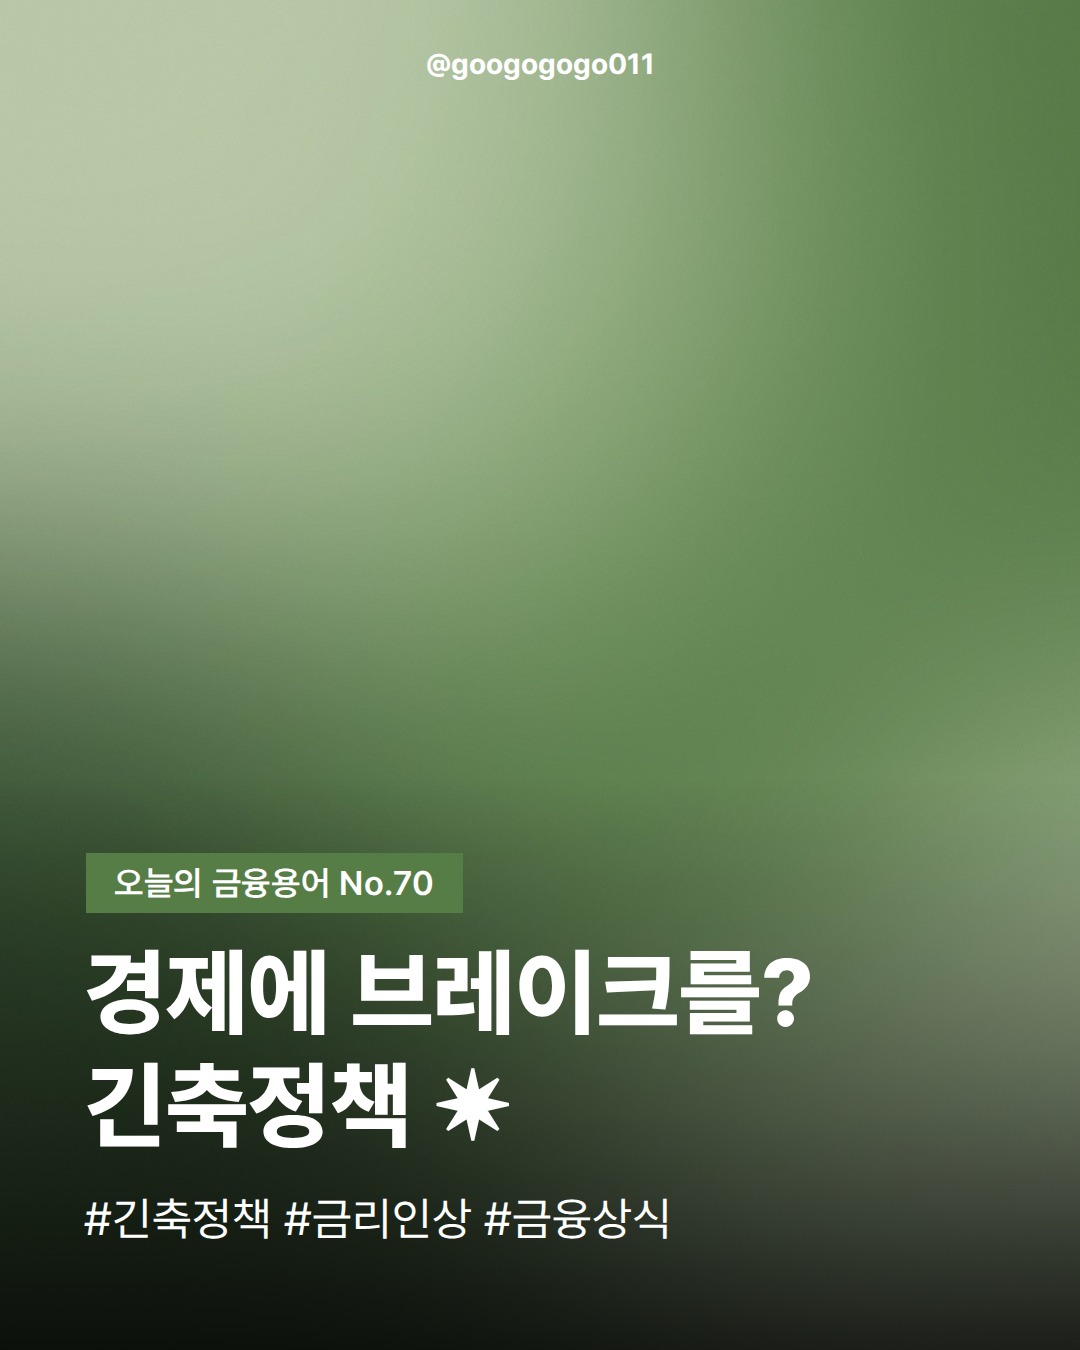 @googogogo011
오늘의 금융용어 No.70
경제에 브레이크를?
긴축정책 ✷
#긴축정책 #금리인상 #금융상식